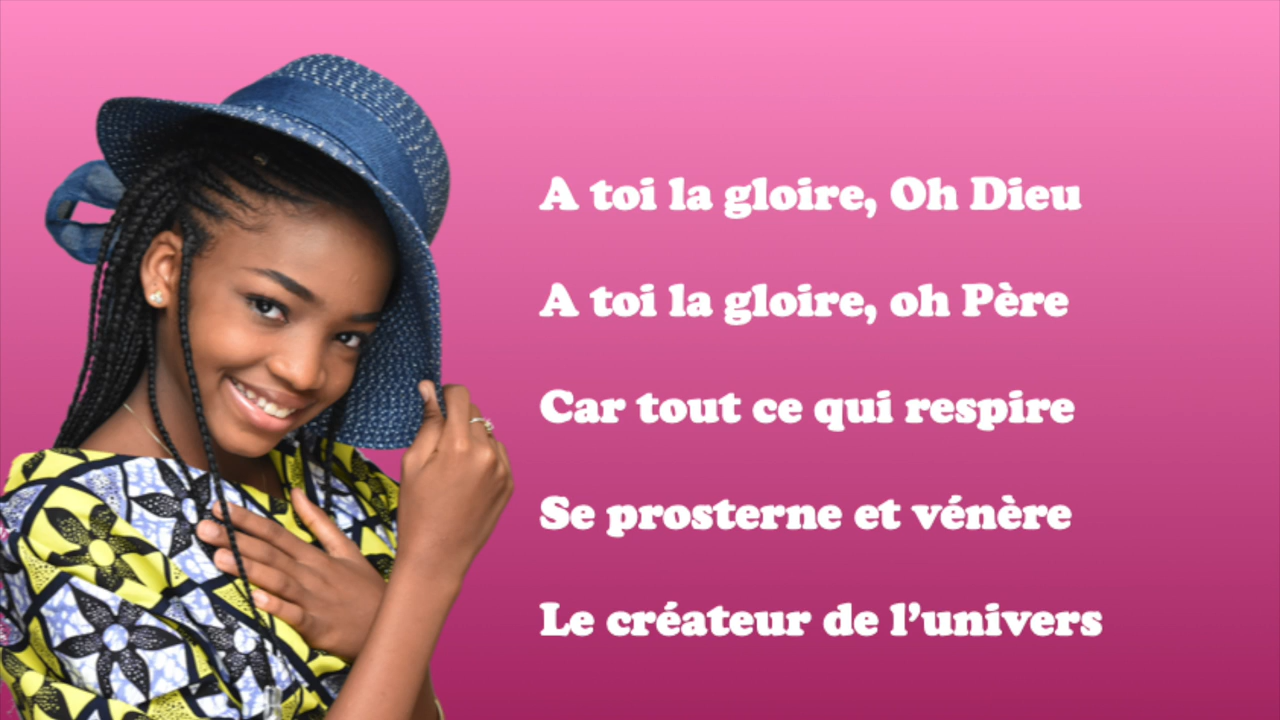 A toi la gloire, Oh Dieu
A toi la gloire, oh Père
Car tout ce qui respire
Se prosterne et vénère
Le créateur de l’univers